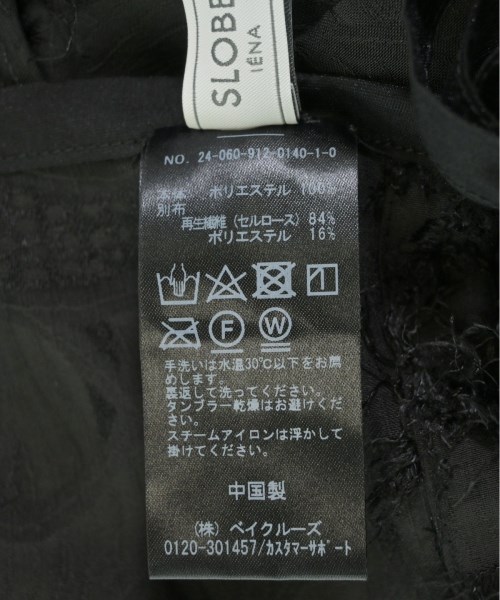 SLOBE
IÉNA
NO. 24-060-912-0140-1-0
本体 ポリエステル 100%
別布
再生繊維 (セルロース) 84%
ポリエステル 16%
F W
手洗いは水温30℃以下をお薦
めします。
裏返して洗ってください。
タンブラー乾燥はお避けくだ
さい。
スチームアイロンは浮かして
掛けてください。
中国製
(株) ベイクルーズ
0120-301457/カスタマーサポート